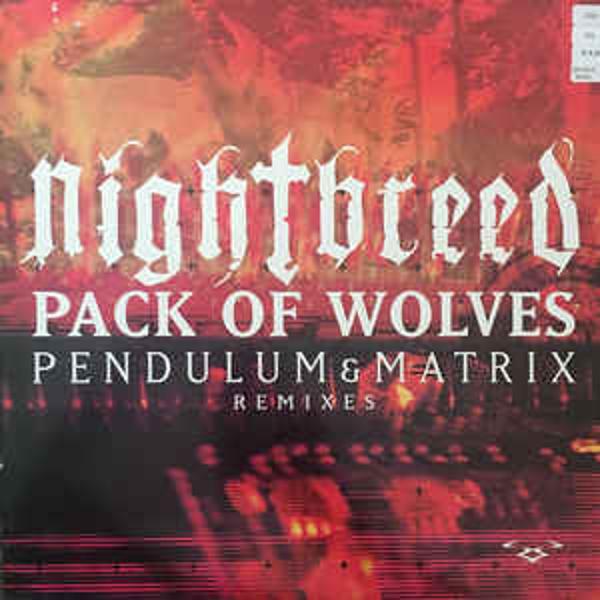 nightbreed
PACK OF WOLVES
PENDULUM & MATRIX
REMIXES